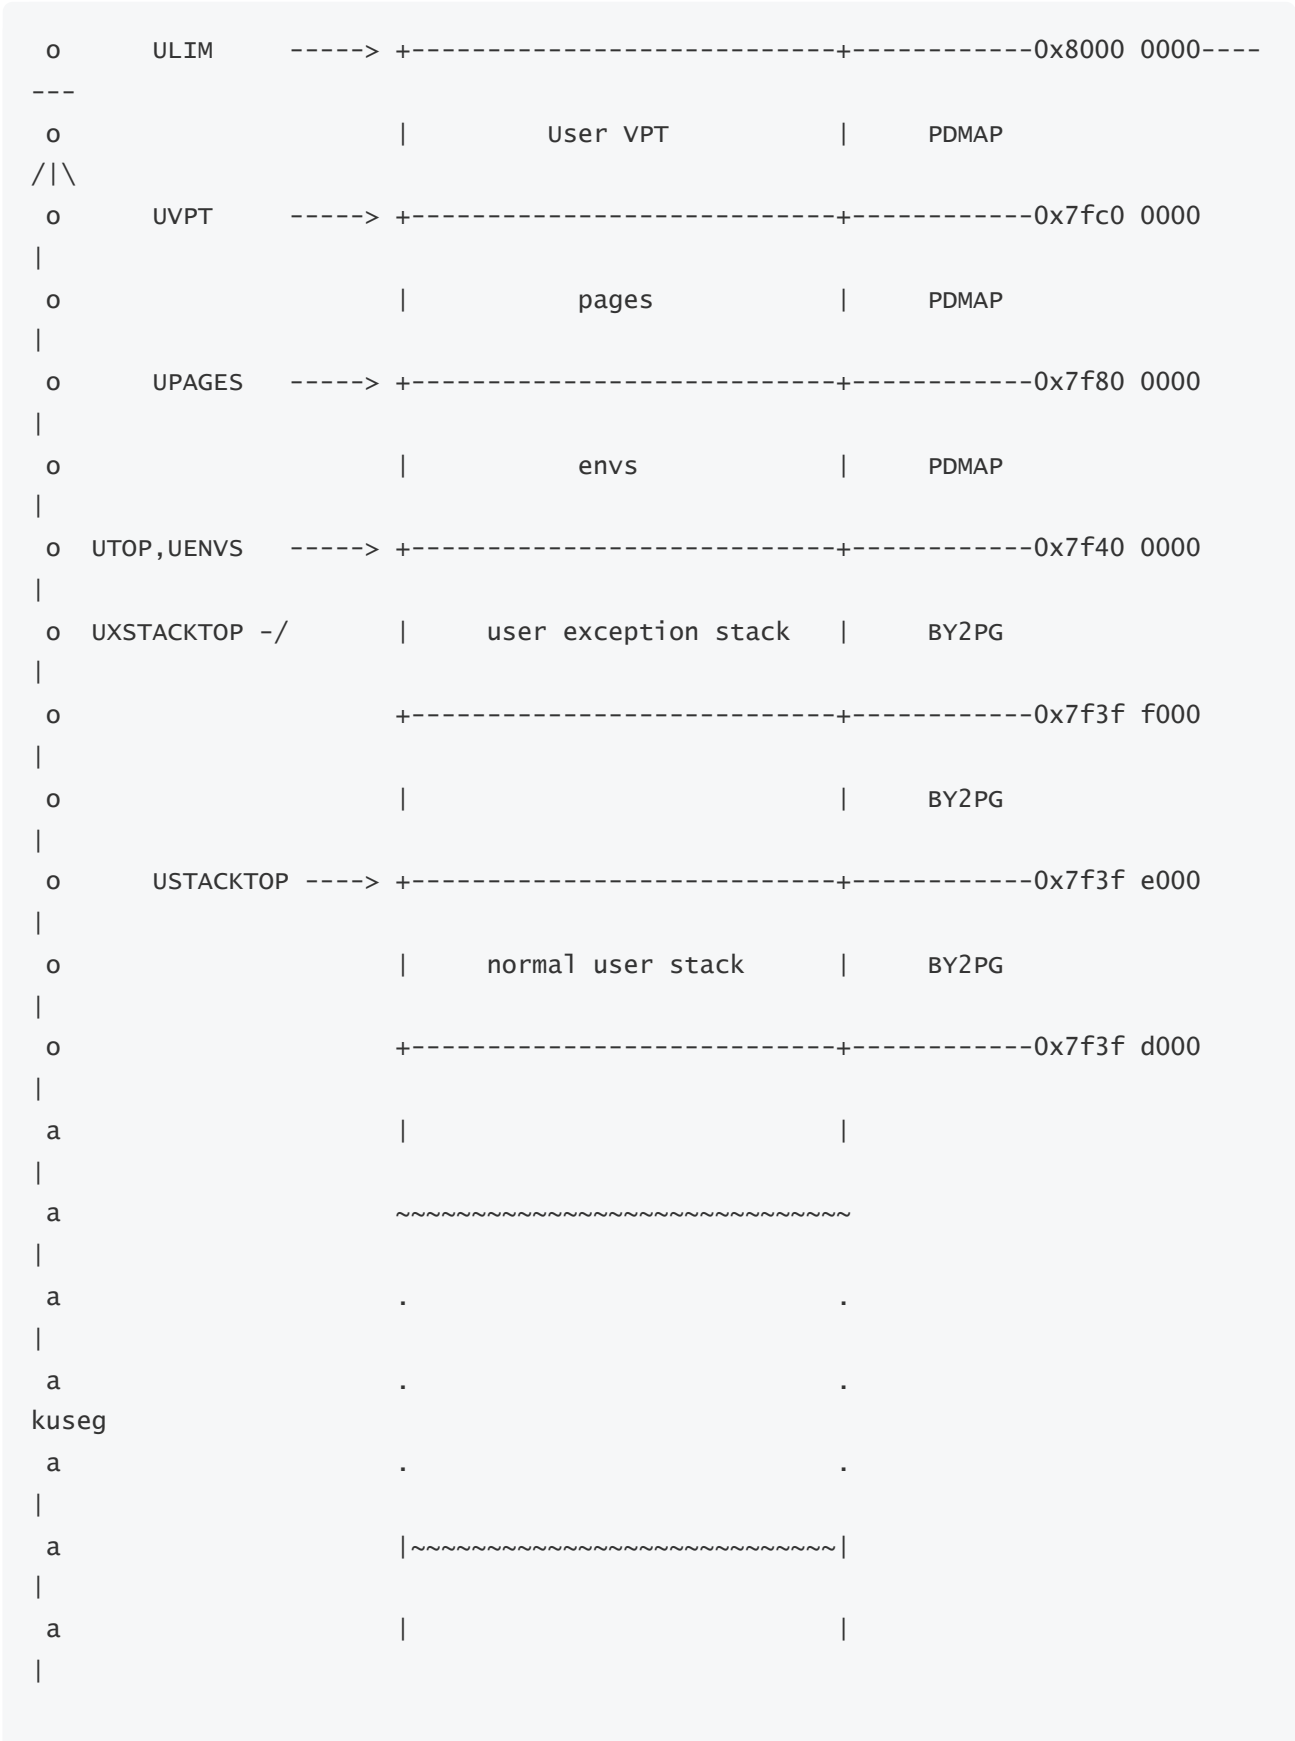 o      ULIM     -----> +----------------------------+------------0x8000 0000----
---
 o                      |         User VPT           |     PDMAP
/|\
 o      UVPT     -----> +----------------------------+------------0x7fc0 0000
|
 o                      |           pages            |     PDMAP
|
 o      UPAGES   -----> +----------------------------+------------0x7f80 0000
|
 o                      |           envs             |     PDMAP
|
 o  UTOP,UENVS   -----> +----------------------------+------------0x7f40 0000
|
 o  UXSTACKTOP -/       |     user exception stack   |     BY2PG
|
 o                      +----------------------------+------------0x7f3f f000
|
 o                      |                            |     BY2PG
|
 o      USTACKTOP ----> +----------------------------+------------0x7f3f e000
|
 o                      |     normal user stack      |     BY2PG
|
 o                      +----------------------------+------------0x7f3f d000
|
 a                      |                            |
|
 a                      ~~~~~~~~~~~~~~~~~~~~~~~~~~~~~~
|
 a                      .                            .
|
 a                      .                            .
kuseg
 a                      .                            .
|
 a                      |~~~~~~~~~~~~~~~~~~~~~~~~~~~~|
|
 a                      |                            |
|